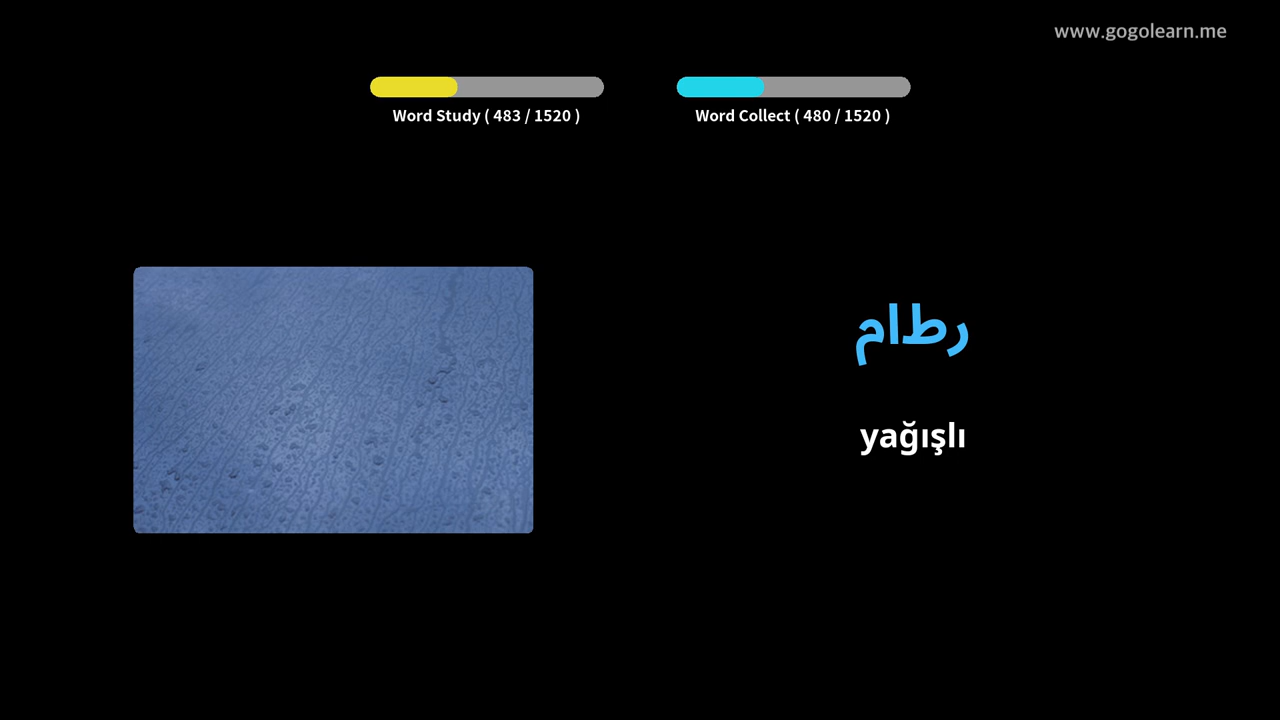 www.gogolearn.me
Word Study ( 483 / 1520 )
Word Collect ( 480 / 1520 )
رطام
yağışlı